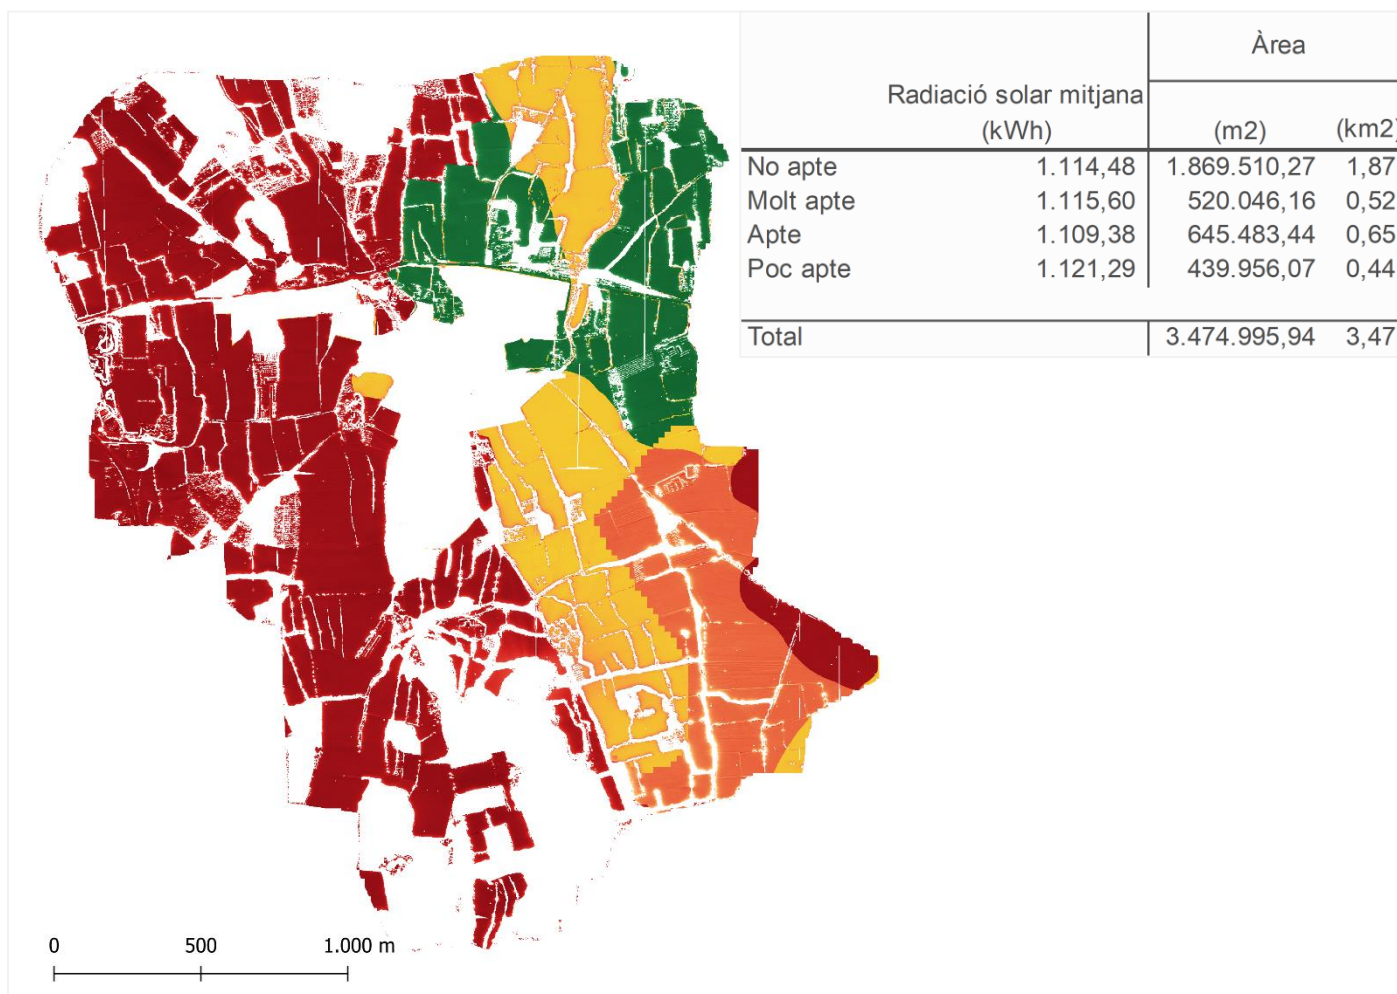 Àrea
Radiació solar mitjana
(kWh) (m2) (km2)
No apte 1.114,48 1.869.510,27 1,87
Molt apte 1.115,60 520.046,16 0,52
Apte 1.109,38 645.483,44 0,65
Poc apte 1.121,29 439.956,07 0,44
Total 3.474.995,94 3,47
0 500 1.000 m